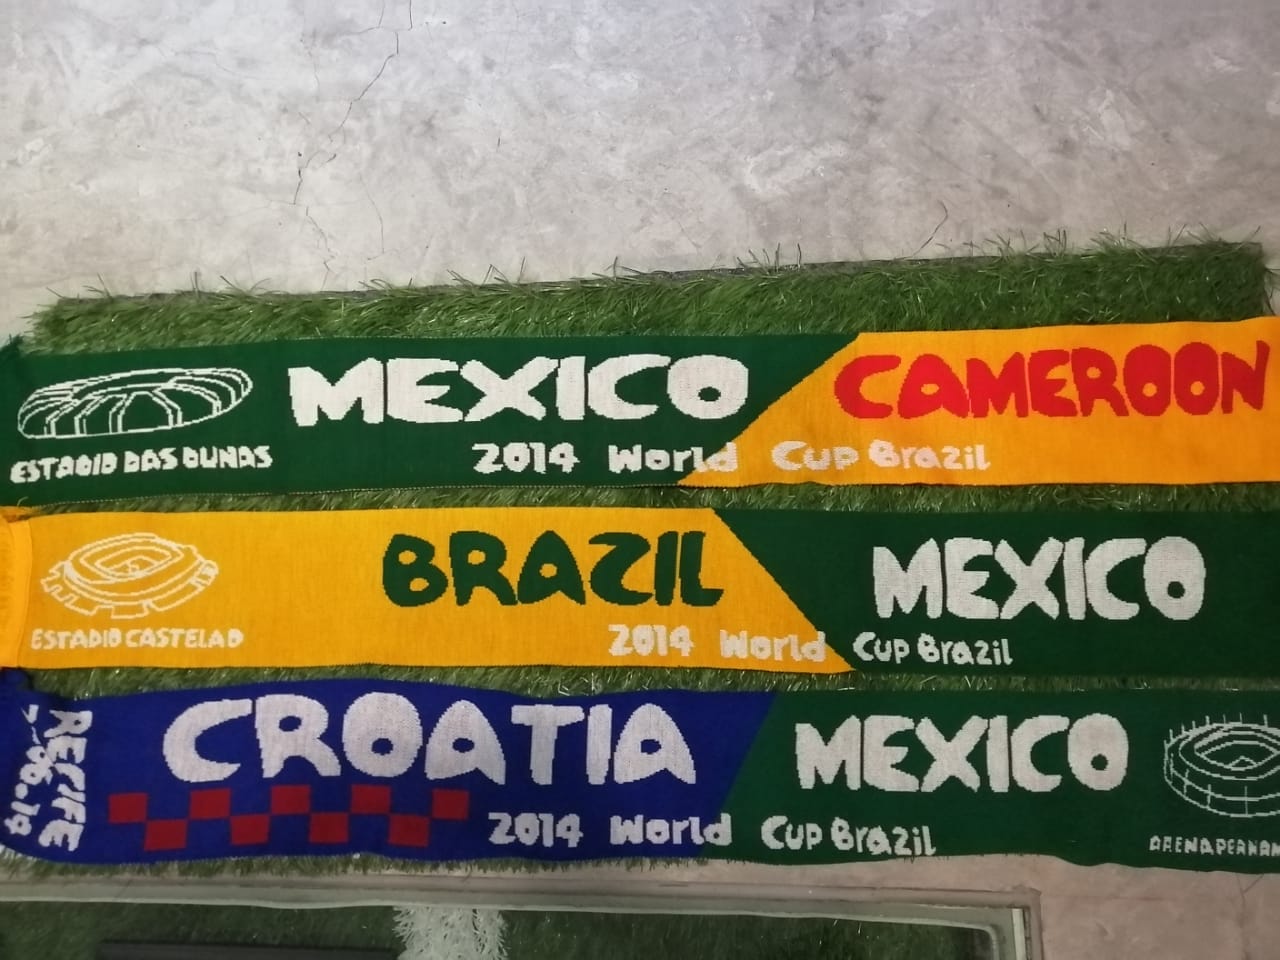 MEXICO
CAMEROON
ESTADIO DAS DUNAS
2014 World Cup Brazil
BRAZIL
MEXICO
ESTADIO CASTELAO
2014 World Cup Brazil
RECIFE
CROATIA
MEXICO
2014 World Cup Brazil